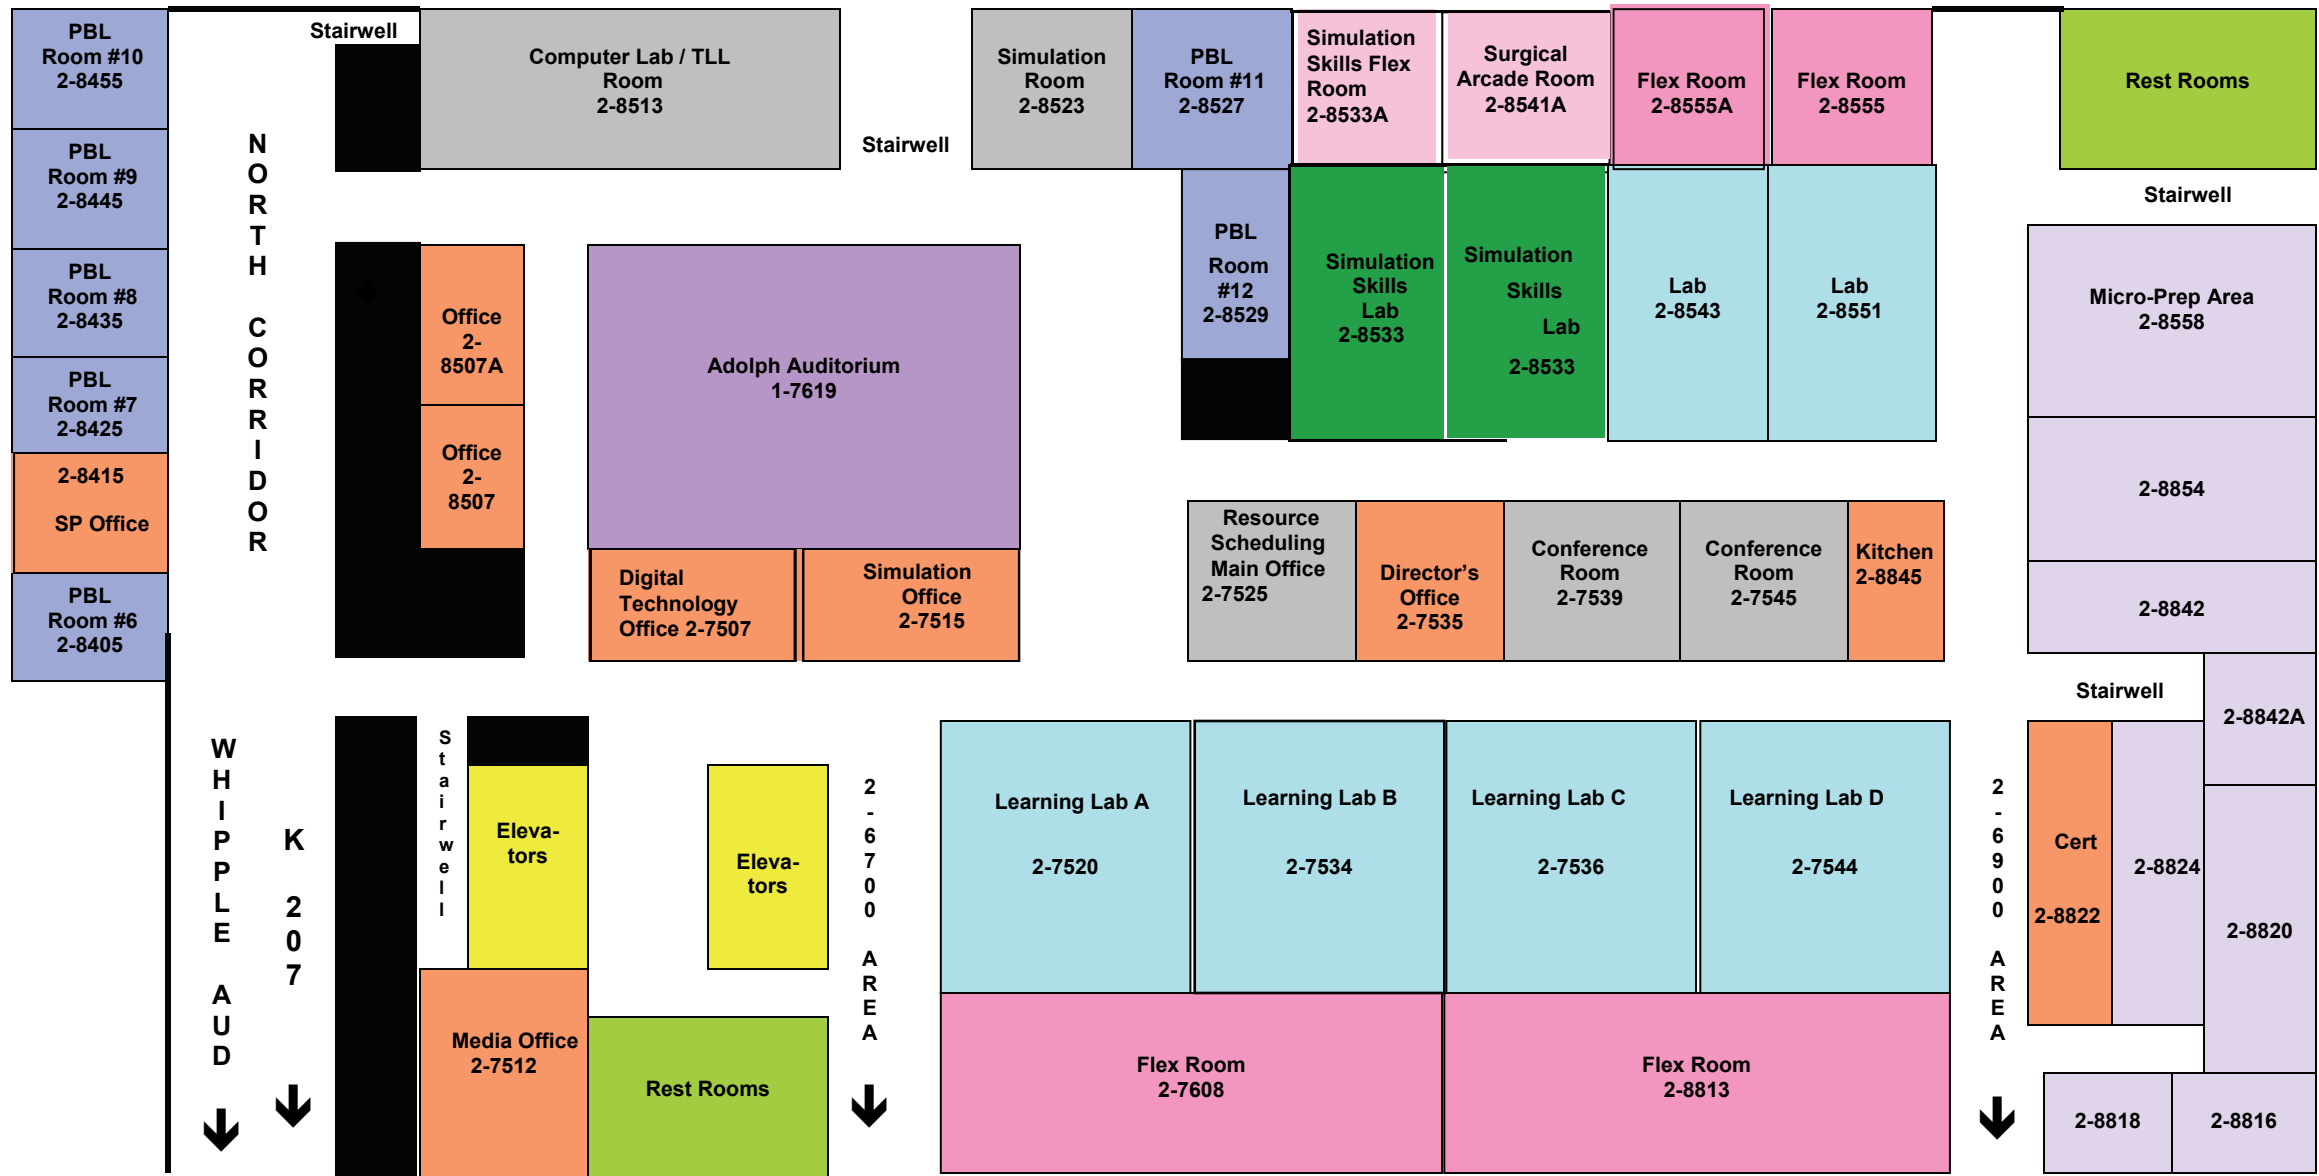 PBL
Room #10
2-8455
PBL
Room #9
2-8445
PBL
Room #8
2-8435
PBL
Room #7
2-8425
2-8415
SP Office
PBL
Room #6
2-8405
NORTH CORRIDOR
WHIPPLE AUD
K 207
Stairwell
Computer Lab / TLL
Room
2-8513
Stairwell
Simulation
Room
2-8523
PBL
Room #11
2-8527
Simulation
Skills Flex
Room
2-8533A
Surgical
Arcade Room
2-8541A
Flex Room
2-8555A
Flex Room
2-8555
Rest Rooms
Stairwell
Office
2-
8507A
Office
2-
8507
Adolph Auditorium
1-7619
Digital
Technology
Office 2-7507
Simulation
Office
2-7515
PBL
Room
#12
2-8529
Simulation
Skills
Lab
2-8533
Simulation
Skills
Lab
2-8533
Lab
2-8543
Lab
2-8551
Micro-Prep Area
2-8558
2-8854
2-8842
Resource
Scheduling
Main Office
2-7525
Director's
Office
2-7535
Conference
Room
2-7539
Conference
Room
2-7545
Kitchen
2-8845
Stairwell
2-8842A
Stairwell
Eleva-
tors
Eleva-
tors
2-6700 AREA
Learning Lab A
2-7520
Learning Lab B
2-7534
Learning Lab C
2-7536
Learning Lab D
2-7544
2-6900 AREA
Cert
2-8822
2-8824
2-8820
Media Office
2-7512
Rest Rooms
Flex Room
2-7608
Flex Room
2-8813
2-8818
2-8816